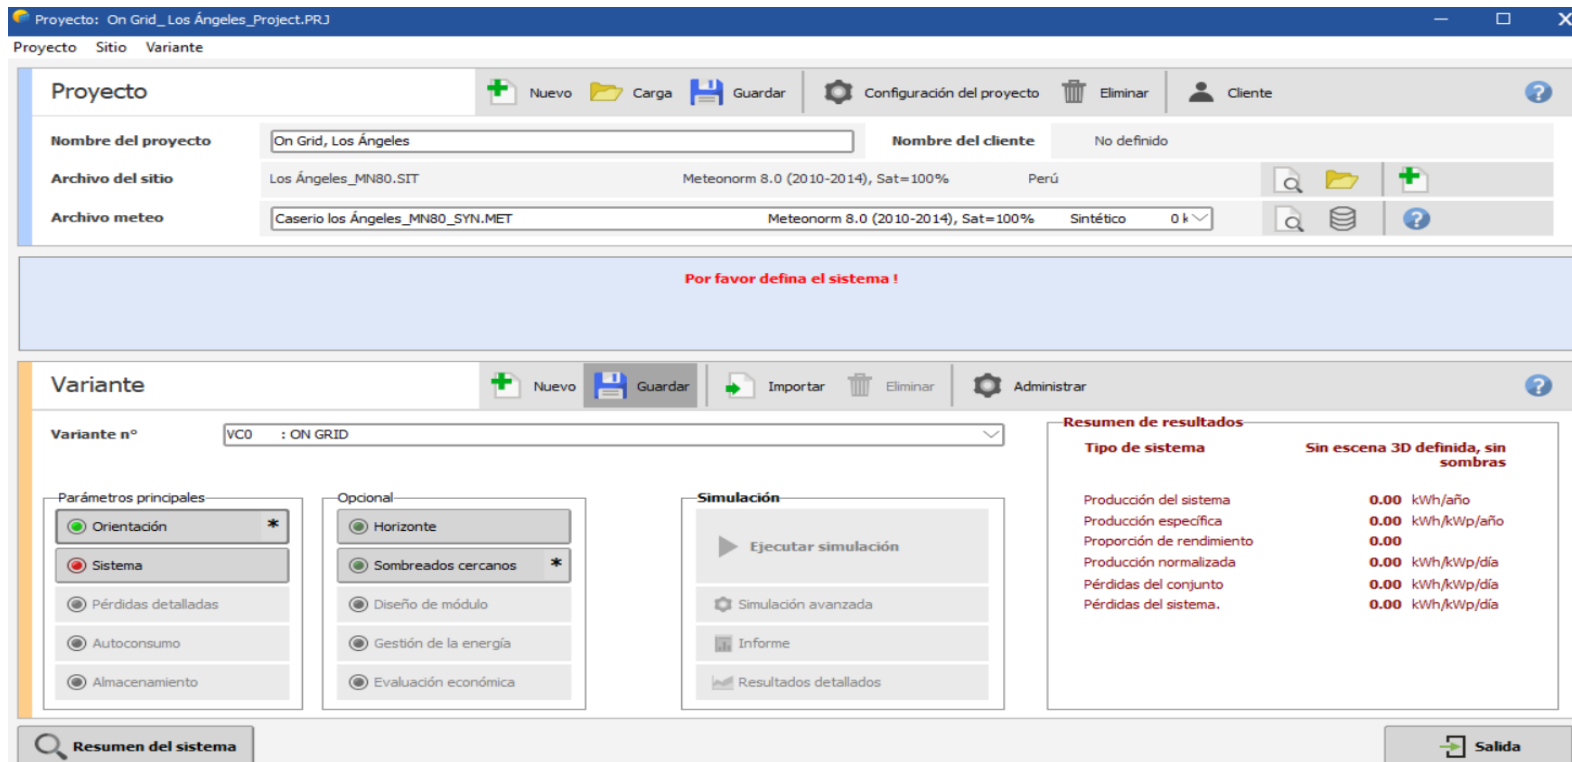 Proyecto: On Grid_ Los Ángeles_Project.PRJ
Proyecto Sitio Variante
Proyecto Nuevo Carga Guardar Configuración del proyecto Eliminar Cliente
Nombre del proyecto On Grid, Los Ángeles Nombre del cliente No definido
Archivo del sitio Los Ángeles_MN80.SIT Meteonorm 8.0 (2010-2014), Sat=100% Perú
Archivo meteo Caserio los Ángeles_MN80_SYN.MET Meteonorm 8.0 (2010-2014), Sat=100% Sintético 0 k
Por favor defina el sistema !
Variante Nuevo Guardar Importar Eliminar Administrar
Variante n° VC0 : ON GRID
Parámetros principales
Orientación *
Sistema
Pérdidas detalladas
Autoconsumo
Almacenamiento
Opcional
Horizonte
Sombreados cercanos *
Diseño de módulo
Gestión de la energía
Evaluación económica
Simulación
Ejecutar simulación
Simulación avanzada
Informe
Resultados detallados
Resumen de resultados
Tipo de sistema Sin escena 3D definida, sin
sombras
Producción del sistema 0.00 kWh/año
Producción específica 0.00 kWh/kWp/año
Proporción de rendimiento 0.00
Producción normalizada 0.00 kWh/kWp/día
Pérdidas del conjunto 0.00 kWh/kWp/día
Pérdidas del sistema. 0.00 kWh/kWp/día
Resumen del sistema Salida